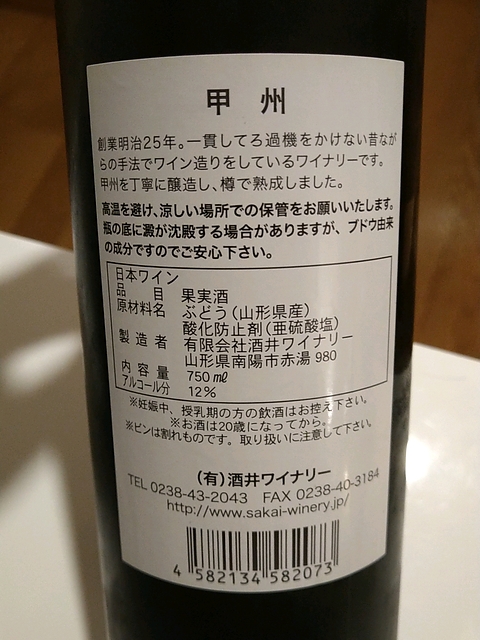 甲州
創業明治25年。一貫してろ過機をかけない昔なが
らの手法でワイン造りをしているワイナリーです。
甲州を丁寧に醸造し、樽で熟成しました。
高温を避け、涼しい場所での保管をお願いいたします。
瓶の底に澱が沈殿する場合がありますが、ブドウ由来
の成分ですのでご安心下さい。
日本ワイン
品目 果実酒
原材料名 ぶどう(山形県産)
酸化防止剤(亜硫酸塩)
製造者 有限会社酒井ワイナリー
山形県南陽市赤湯980
内容量 750㎖
アルコール分 12%
※妊娠中、授乳期の方の飲酒はお控え下さい。
※お酒は20歳になってから。
※ビンは割れものです。取り扱いに注意して下さい。
(有)酒井ワイナリー
TEL 0238-43-2043 FAX 0238-40-3184
http://www.sakai-winery.jp/
4 582134 582073